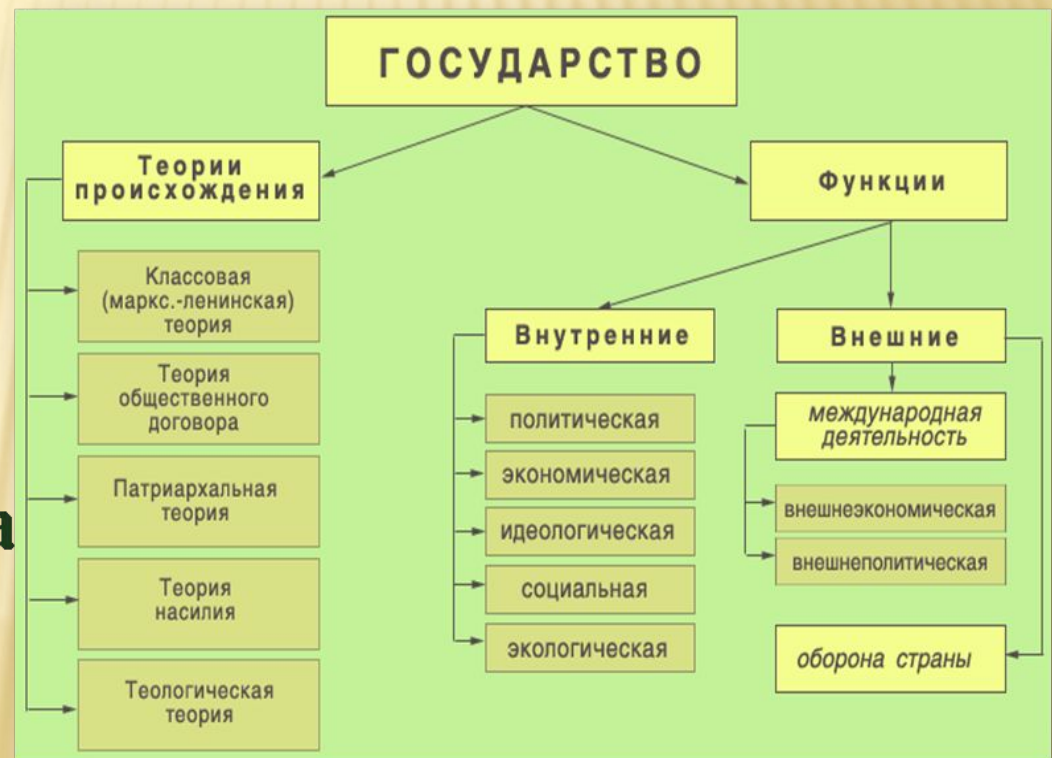 ГОСУДАРСТВО
Теории
происхождения
Классовая
(маркс.-ленинская)
теория
Теория
общественного
договора
Патриархальная
теория
Теория
насилия
Теологическая
теория
Функции
Внутренние
политическая
экономическая
идеологическая
социальная
экологическая
Внешние
международная
деятельность
внешнеэкономическая
внешнеполитическая
оборона страны